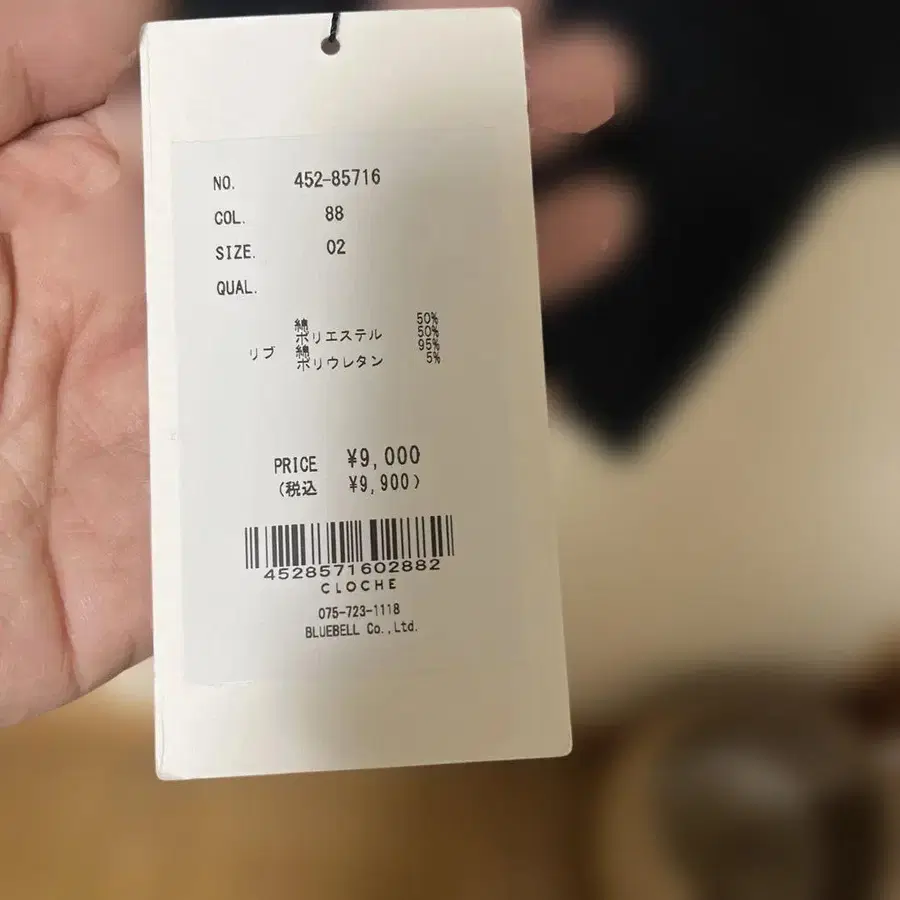 NO. 452-85716
COL. 88
SIZE. 02
QUAL.
綿 50%
ポリエステル 50%
リブ 綿 95%
ポリウレタン 5%
PRICE ¥9,000
(税込 ¥9,900)
4528571602882
CLOCHE
075-723-1118
BLUEBELL Co.,Ltd.